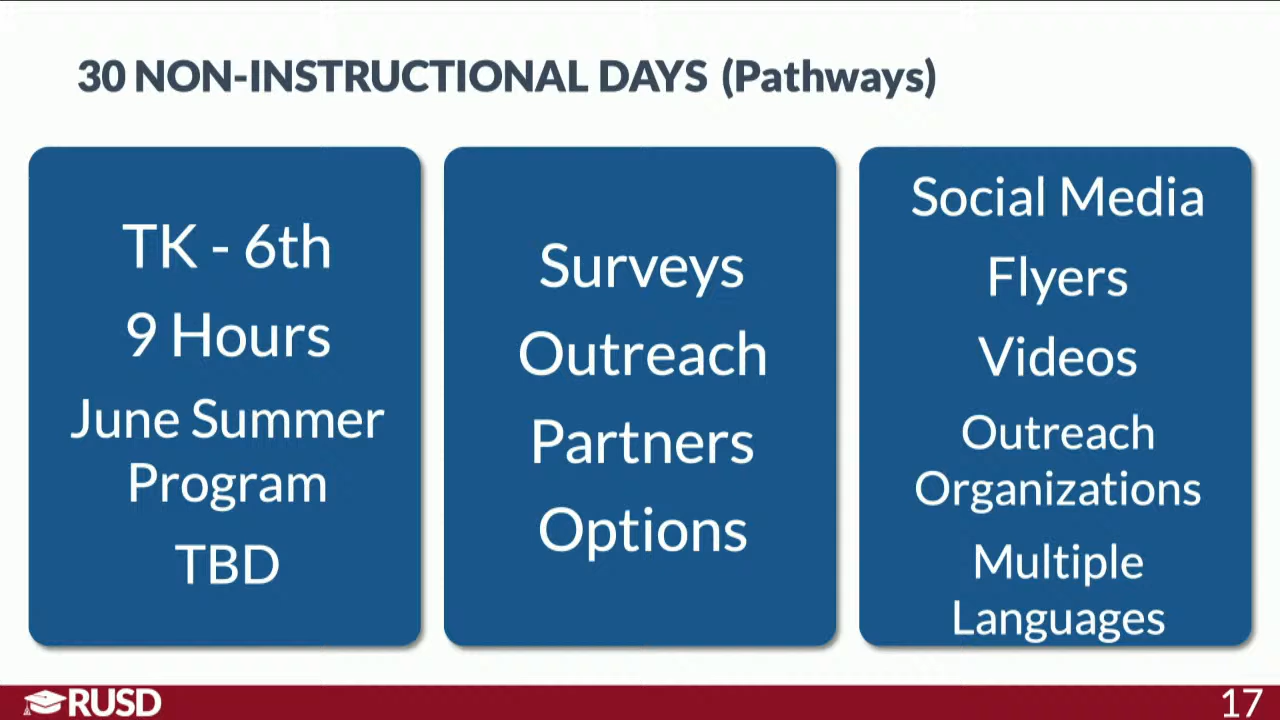 30 NON-INSTRUCTIONAL DAYS (Pathways)
TK - 6th
9 Hours
June Summer
Program
TBD
Surveys
Outreach
Partners
Options
Social Media
Flyers
Videos
Outreach
Organizations
Multiple
Languages
RUSD
17